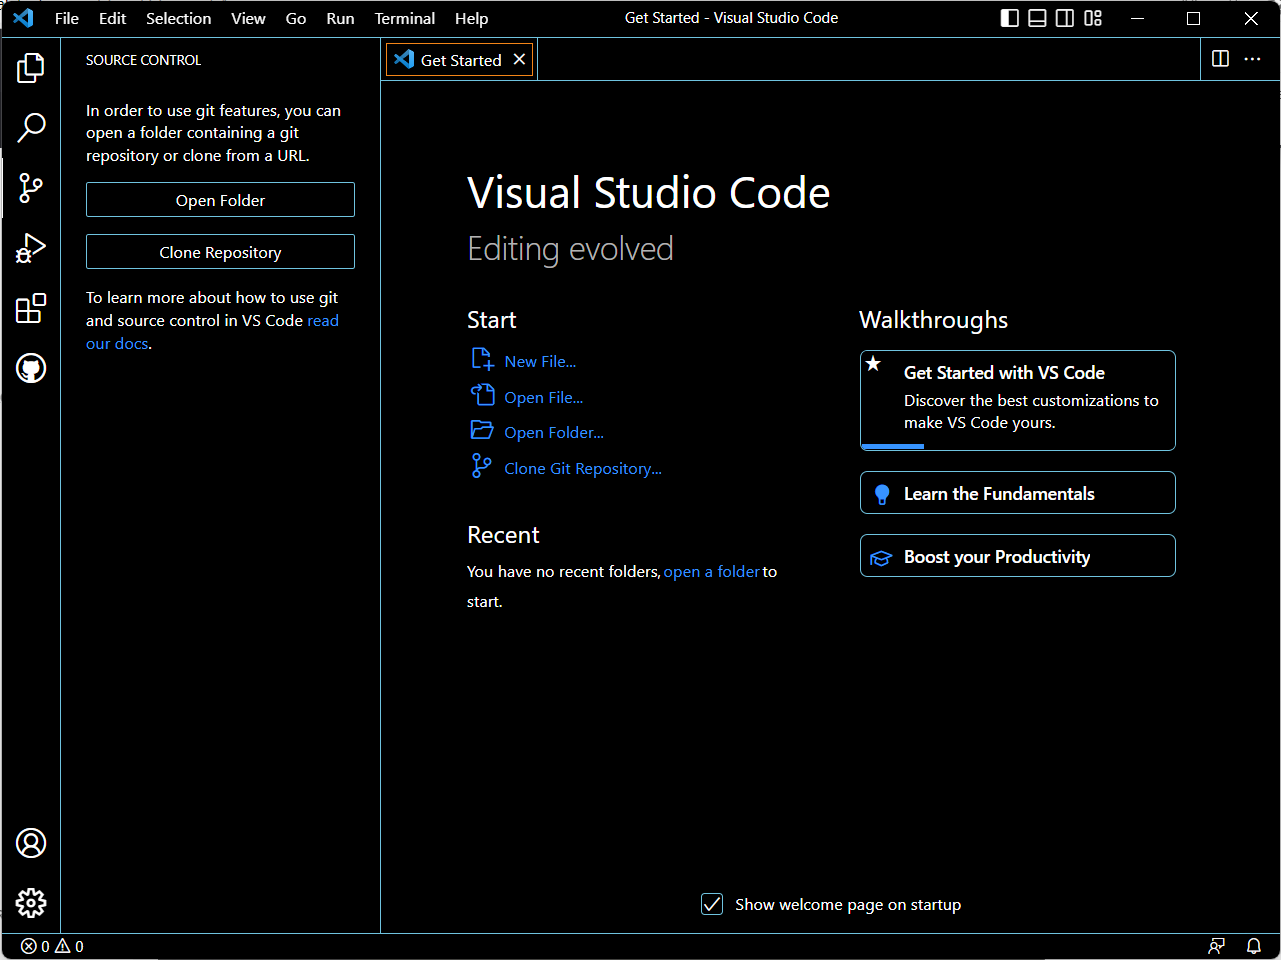 File Edit Selection View Go Run Terminal Help
Get Started - Visual Studio Code
SOURCE CONTROL
In order to use git features, you can
open a folder containing a git
repository or clone from a URL.
Open Folder
Clone Repository
To learn more about how to use git
and source control in VS Code read
our docs.
Get Started
Visual Studio Code
Editing evolved
Start
New File...
Open File...
Open Folder...
Clone Git Repository...
Recent
You have no recent folders, open a folder to
start.
Walkthroughs
Get Started with VS Code
Discover the best customizations to
make VS Code yours.
Learn the Fundamentals
Boost your Productivity
Show welcome page on startup
0 0